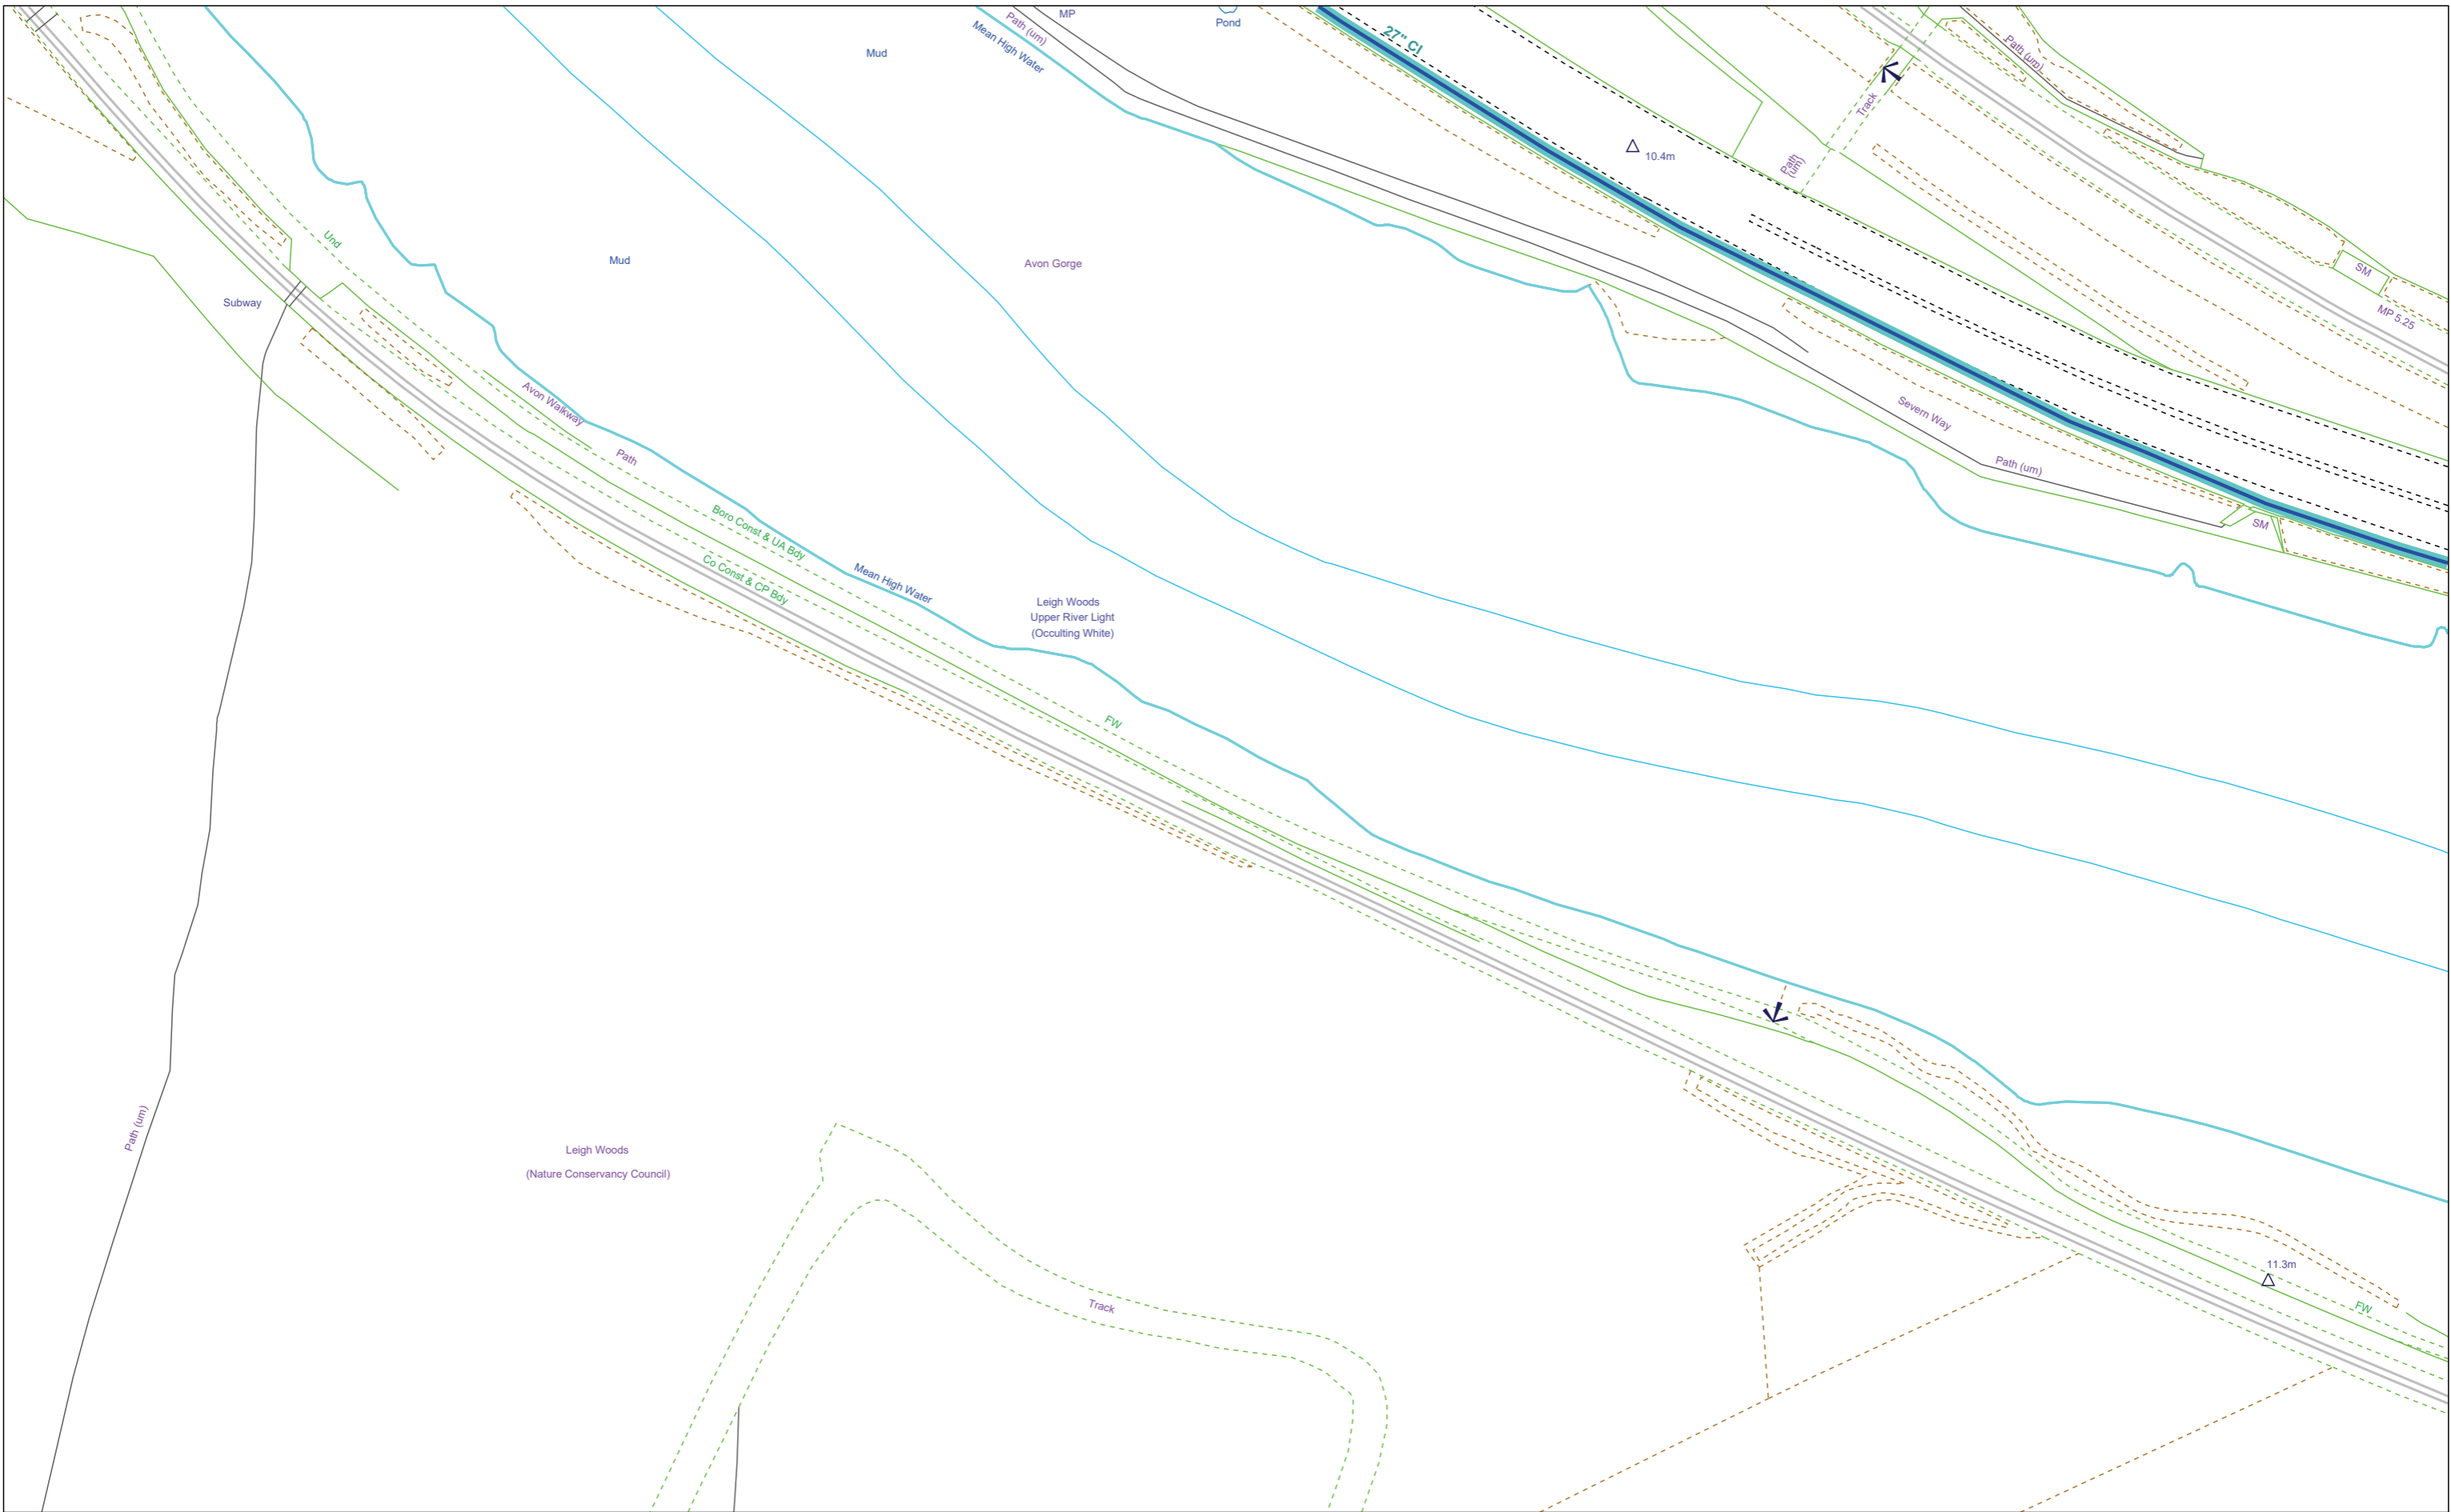 MP
Pond
Path (um)
Mean High Water
Mud
27" CI
Path (um)
Track
10.4m
Path
(um)
Und
Mud
Avon Gorge
SM
Subway
MP 5.25
Avon Walkway
Severn Way
Path
Path (um)
SM
Boro Const & UA Bdy
Co Const & CP Bdy
Mean High Water
Leigh Woods
Upper River Light
(Occulting White)
FW
Path (um)
Leigh Woods
(Nature Conservancy Council)
Track
11.3m
FW